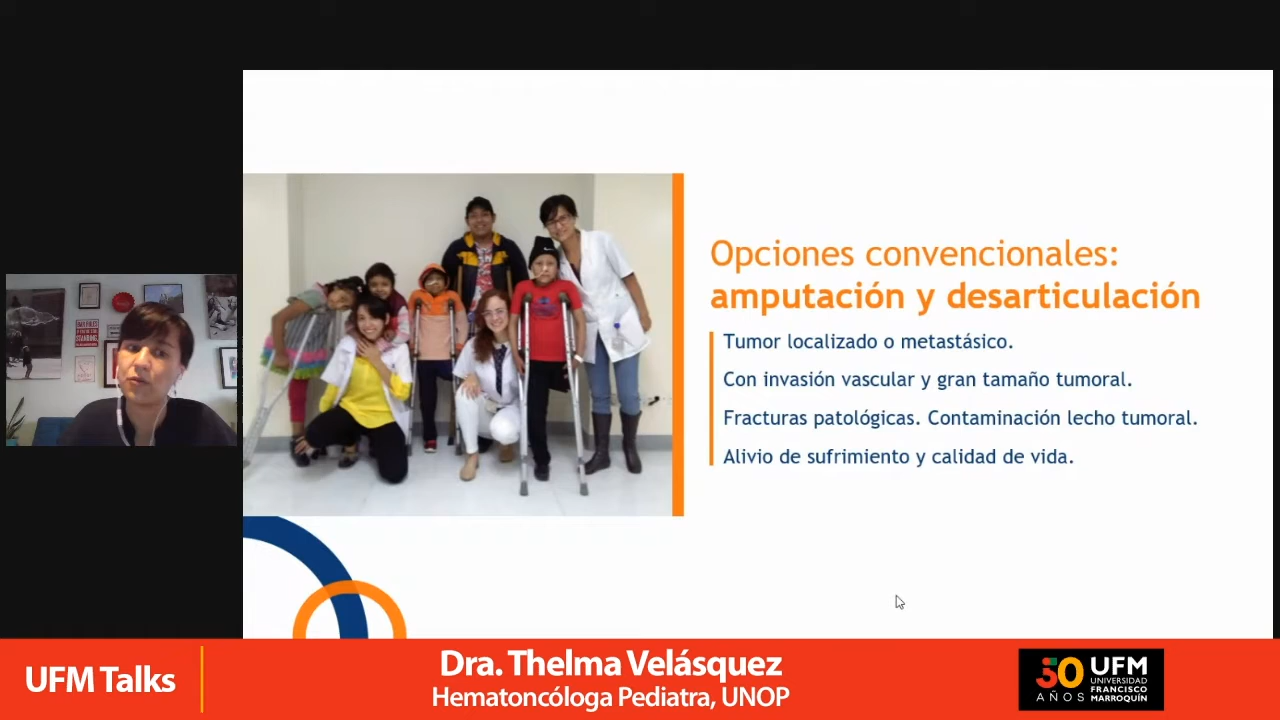 Opciones convencionales:
amputación y desarticulación
Tumor localizado o metastásico.
Con invasión vascular y gran tamaño tumoral.
Fracturas patológicas. Contaminación lecho tumoral.
Alivio de sufrimiento y calidad de vida.
UFM Talks
Dra. Thelma Velásquez
Hematoncóloga Pediatra, UNOP
50
AÑOS
UFM
UNIVERSIDAD
FRANCISCO
MARROQUÍN